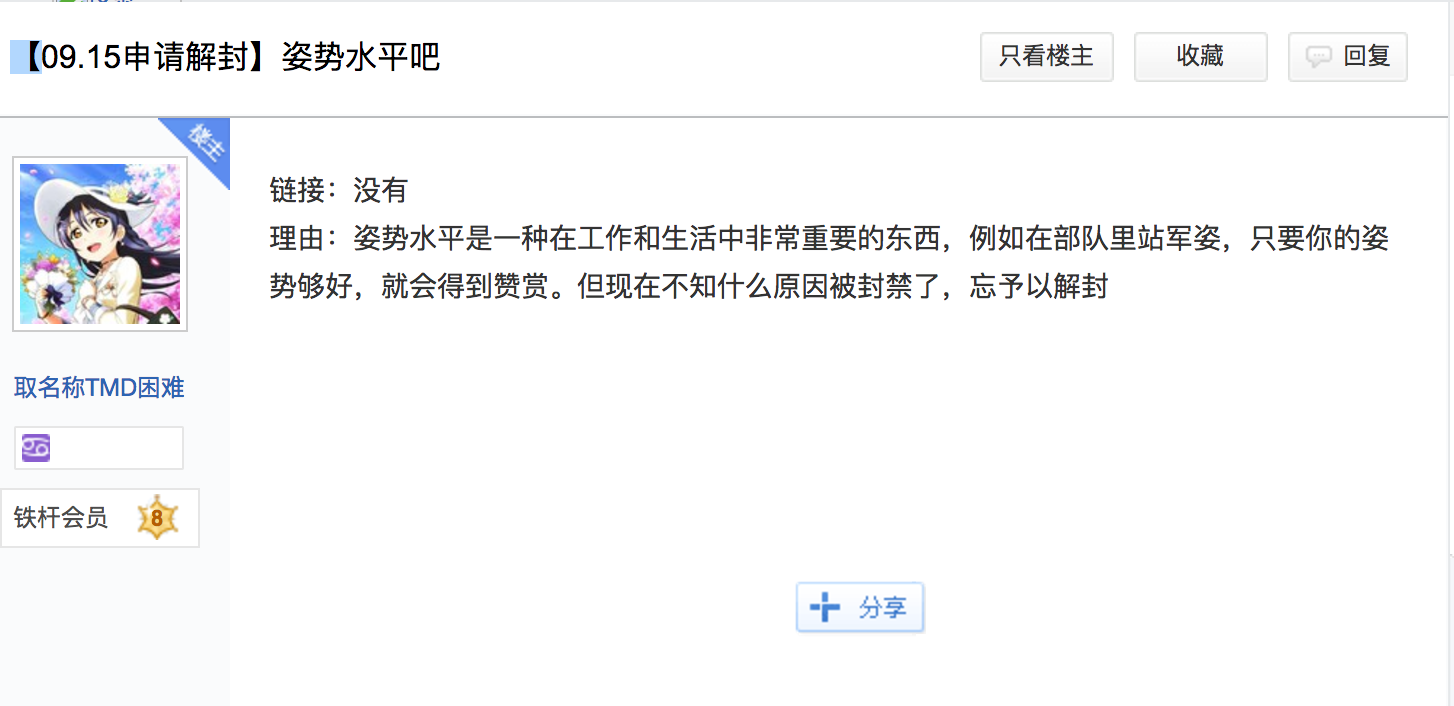 【09.15申请解封】姿势水平吧
只看楼主
收藏
回复
楼主
链接：没有
理由：姿势水平是一种在工作和生活中非常重要的东西，例如在部队里站军姿，只要你的姿
势够好，就会得到赞赏。但现在不知什么原因被封禁了，忘予以解封
取名称TMD困难
铁杆会员 8
分享